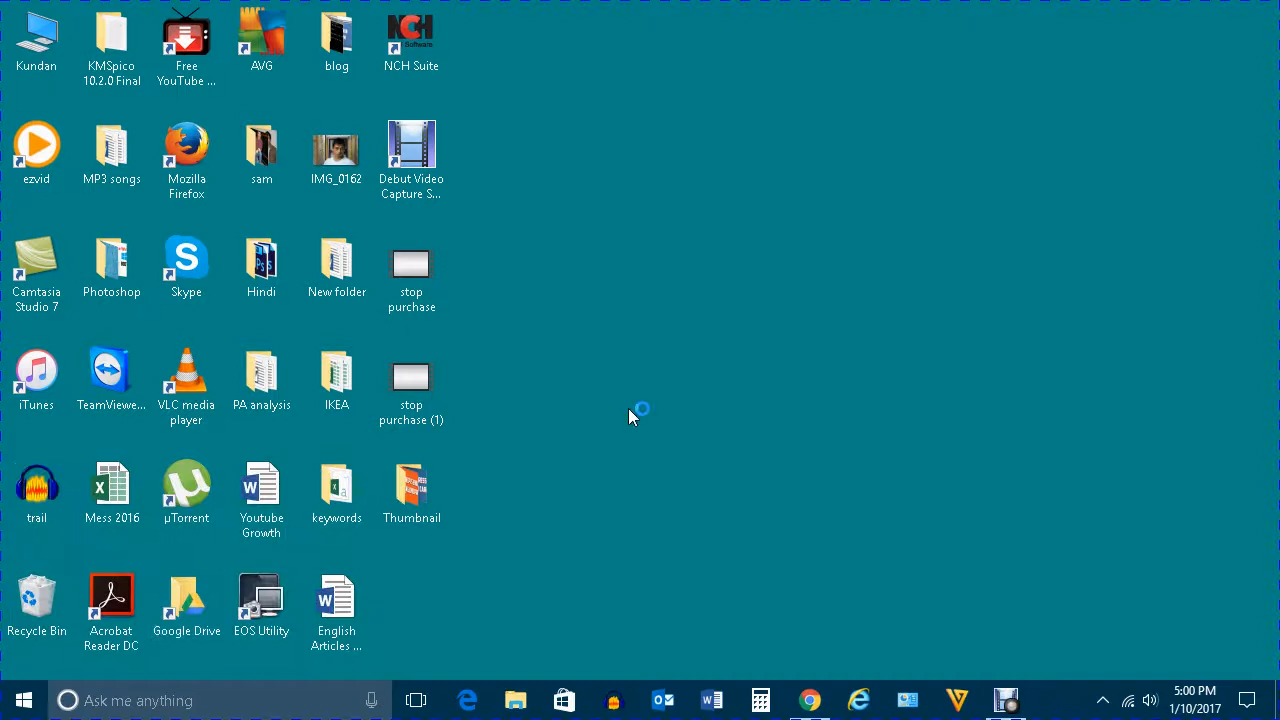 Kundan
KMSpico
10.2.0 Final
Free
YouTube ...
AVG
blog
NCH
Software
NCH Suite
ezvid
MP3 songs
Mozilla
Firefox
sam
IMG_0162
Debut Video
Capture S...
Camtasia
Studio 7
Photoshop
Skype
Hindi
New folder
stop
purchase
iTunes
TeamViewe...
VLC media
player
PA analysis
IKEA
stop
purchase (1)
trail
Mess 2016
µTorrent
Youtube
Growth
keywords
Thumbnail
Recycle Bin
Acrobat
Reader DC
Google Drive
EOS Utility
English
Articles ...
Ask me anything
5:00 PM
1/10/2017